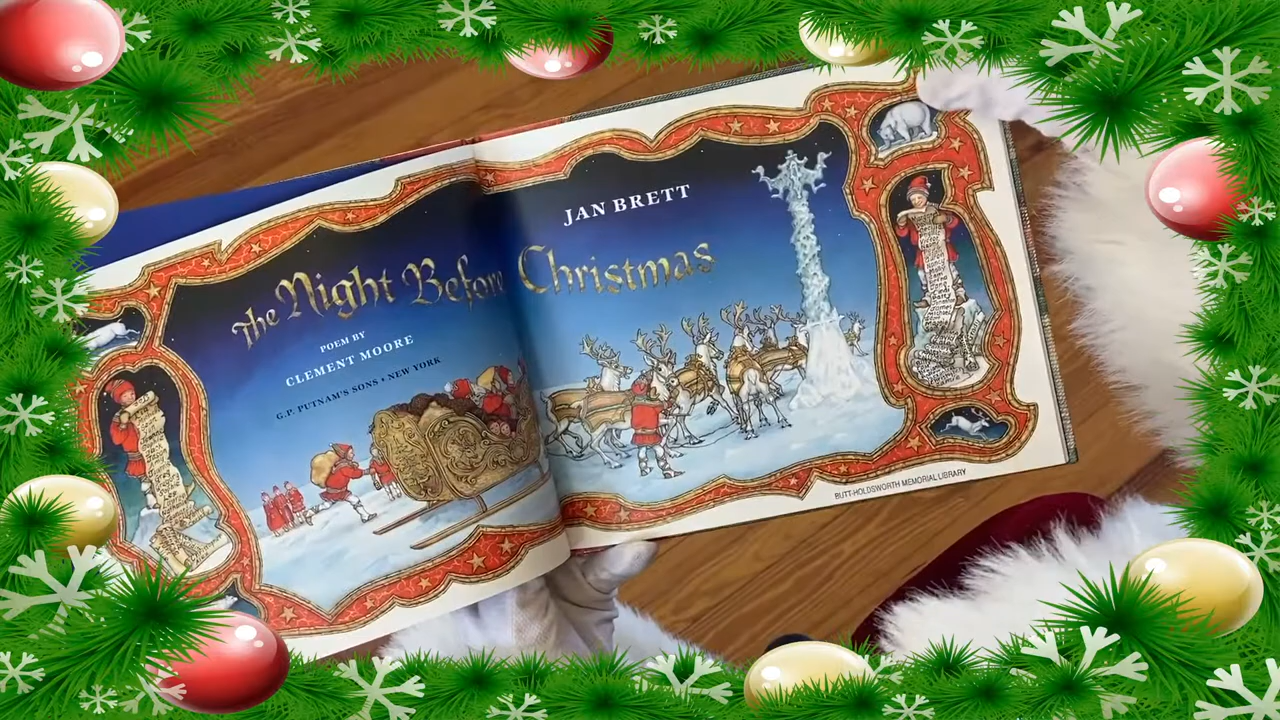 The Night Before Christmas
POEM BY
CLEMENT MOORE
G.P. PUTNAM'S SONS • NEW YORK
JAN BRETT
BUTT-HOLDSWORTH MEMORIAL LIBRARY